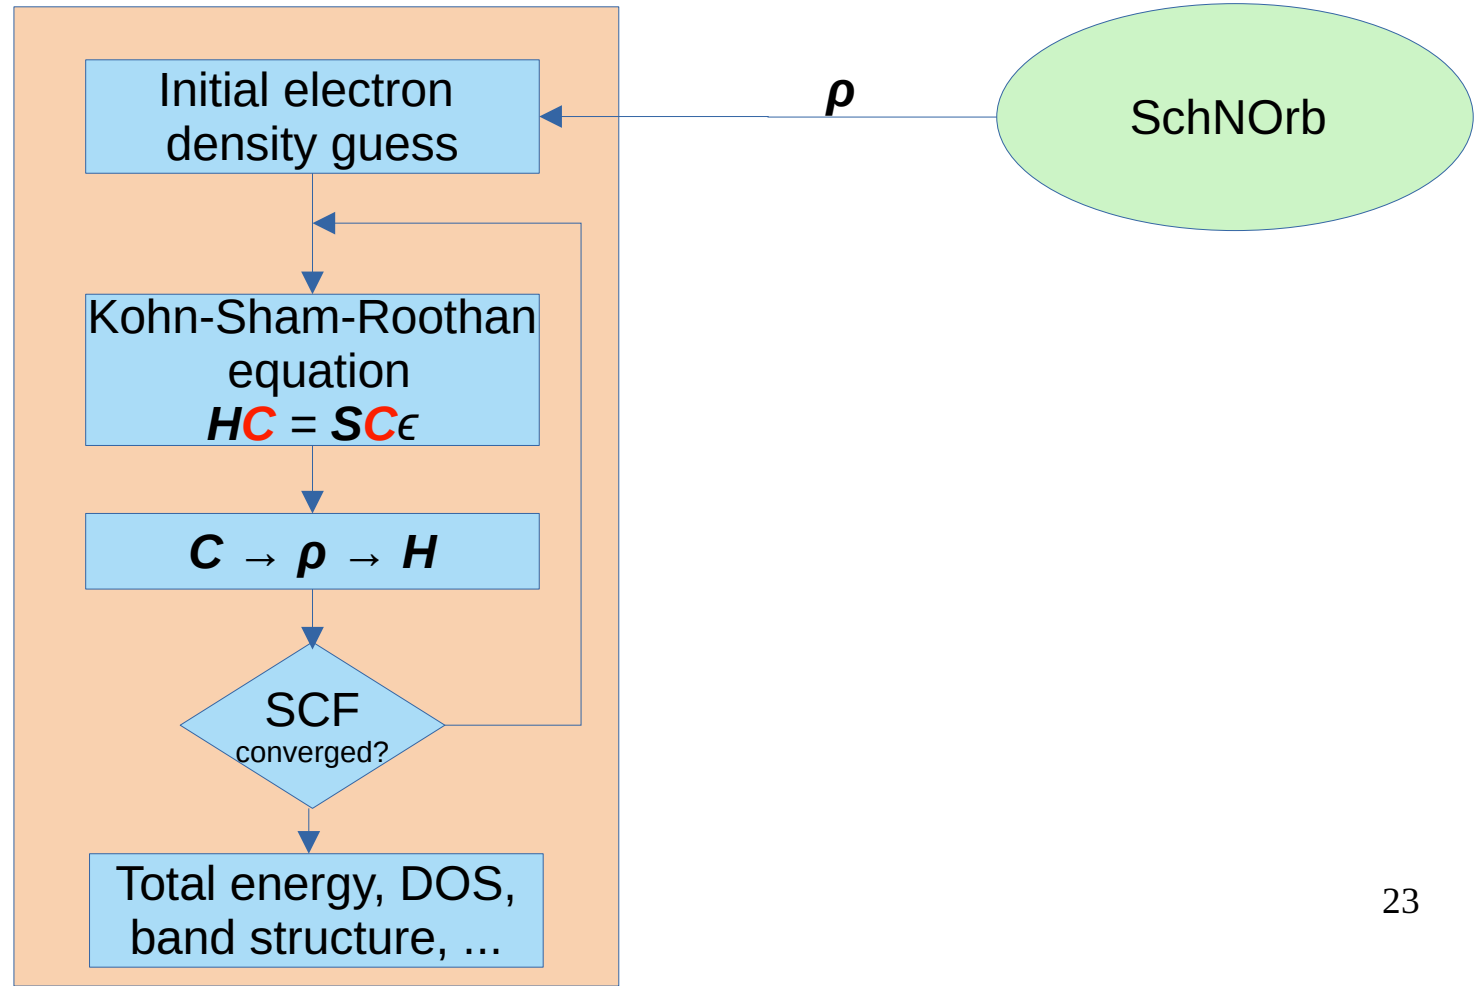 Initial electron
density guess
ρ
SchNOrb
Kohn-Sham-Roothan
equation
HC = SCϵ
C → ρ → H
SCF
converged?
Total energy, DOS,
band structure, ...
23